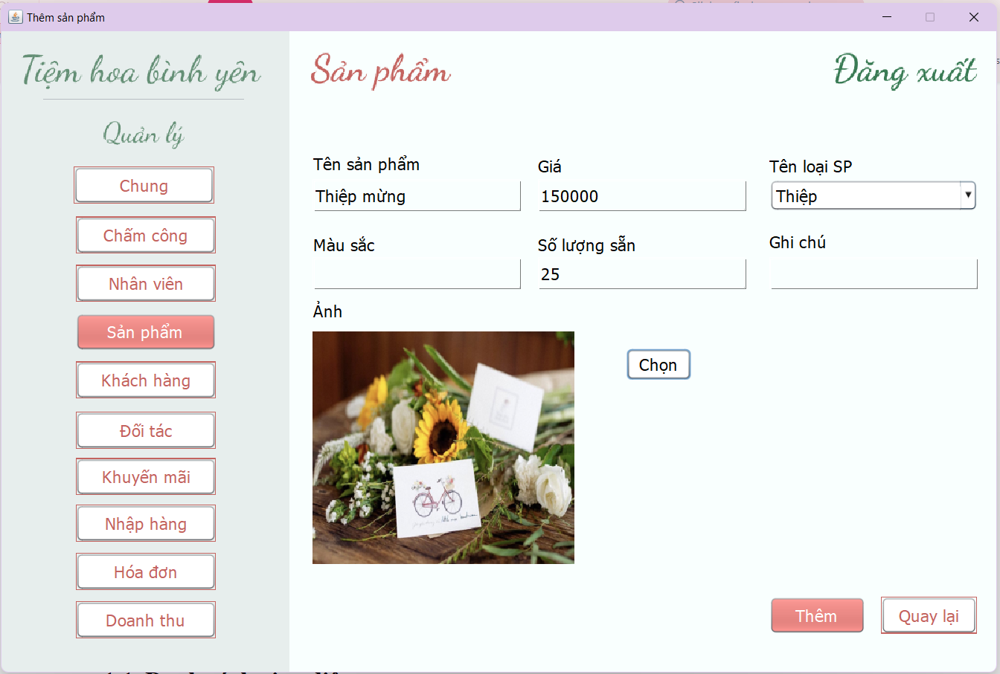 Thêm sản phẩm
Tiệm hoa bình yên
Quản lý
Chung
Chấm công
Nhân viên
Sản phẩm
Khách hàng
Đối tác
Khuyến mãi
Nhập hàng
Hóa đơn
Doanh thu
Sản phẩm
Đăng xuất
Tên sản phẩm
Thiệp mừng
Giá
150000
Tên loại SP
Thiệp
Màu sắc
Số lượng sẵn
25
Ghi chú
Ảnh
Chọn
Thêm
Quay lại